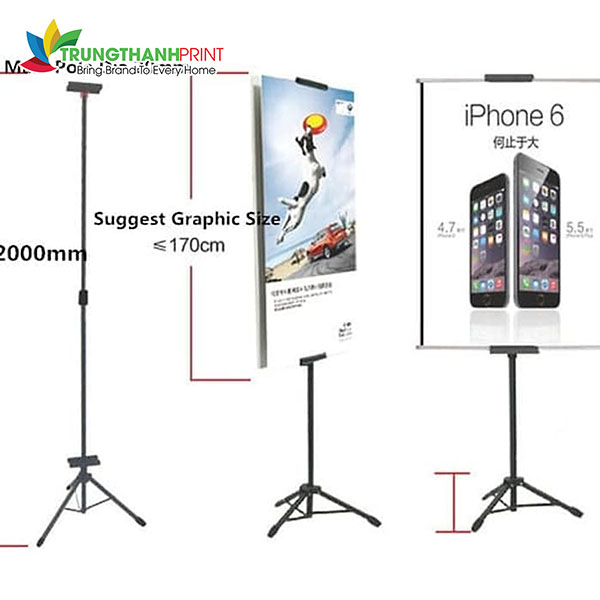 TRUNGTHANHPRINT
Bring Brand To Every Home
Suggest Graphic Size
≤170cm
2000mm
iPhone 6
何止于大
4.7
5.5